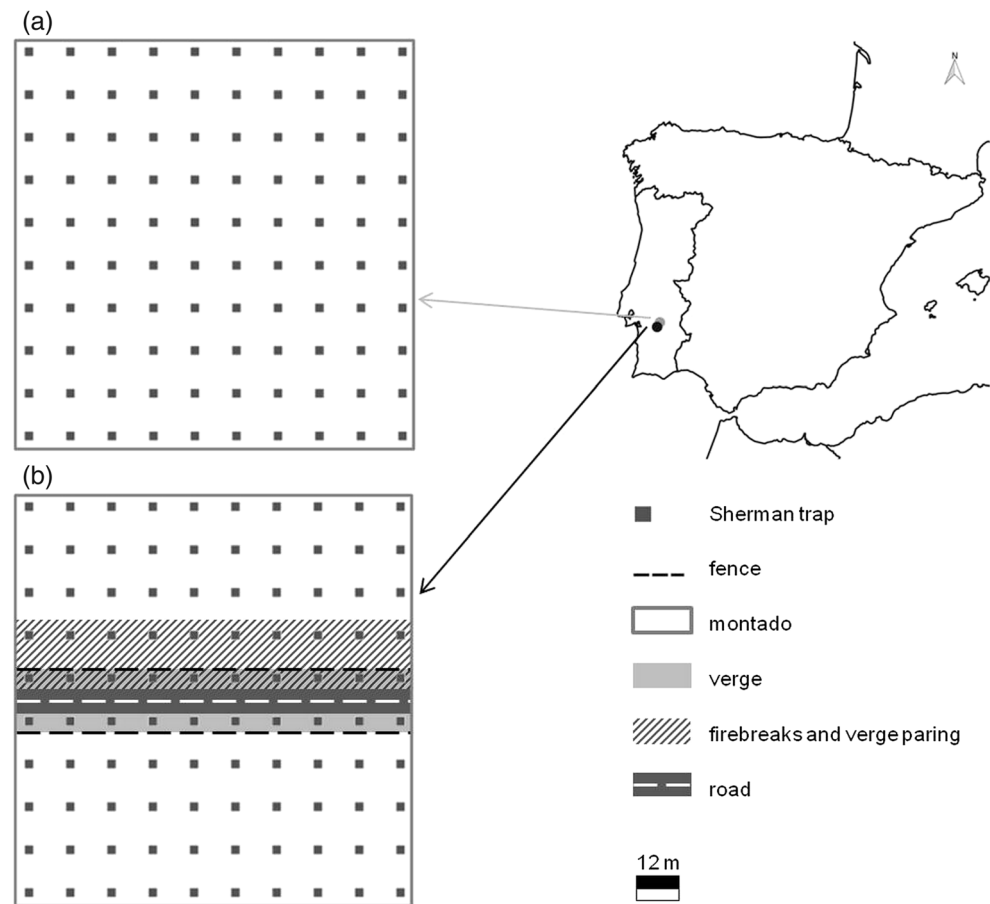 (a)
N
(b)
Sherman trap
fence
montado
verge
firebreaks and verge paring
road
12 m